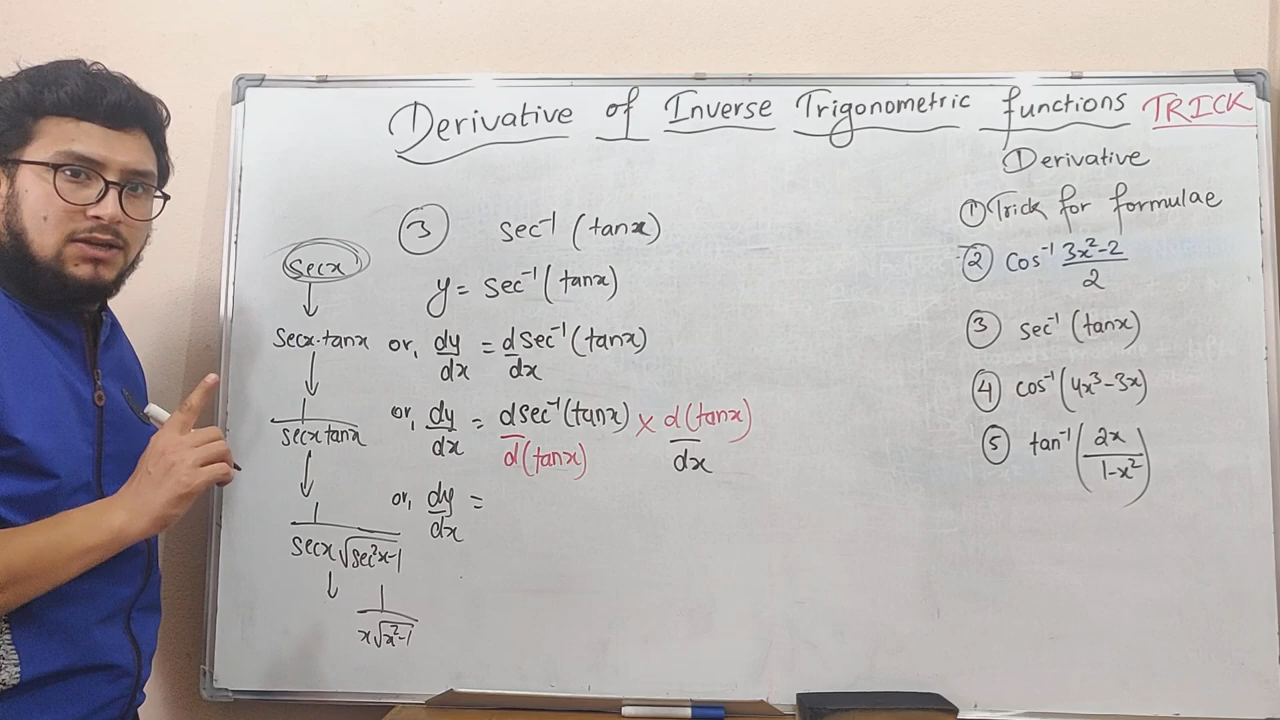 Derivative of Inverse Trigonometric functions TRICK
③ sec⁻¹ (tanx)
y = sec⁻¹ (tanx)
or, dy/dx = d sec⁻¹ (tanx)/dx
or, dy/dx = d sec⁻¹ (tanx)/d(tanx) × d(tanx)/dx
or, dy/dx =
secx
↓
secx·tanx
↓
1/secx tanx
↓
1/secx√sec²x-1
↓
1/x√x²-1
Derivative
① Trick for formulae
② cos⁻¹ 3x²-2/2
③ sec⁻¹ (tanx)
④ cos⁻¹ (4x³-3x)
⑤ tan⁻¹ (2x/1-x²)